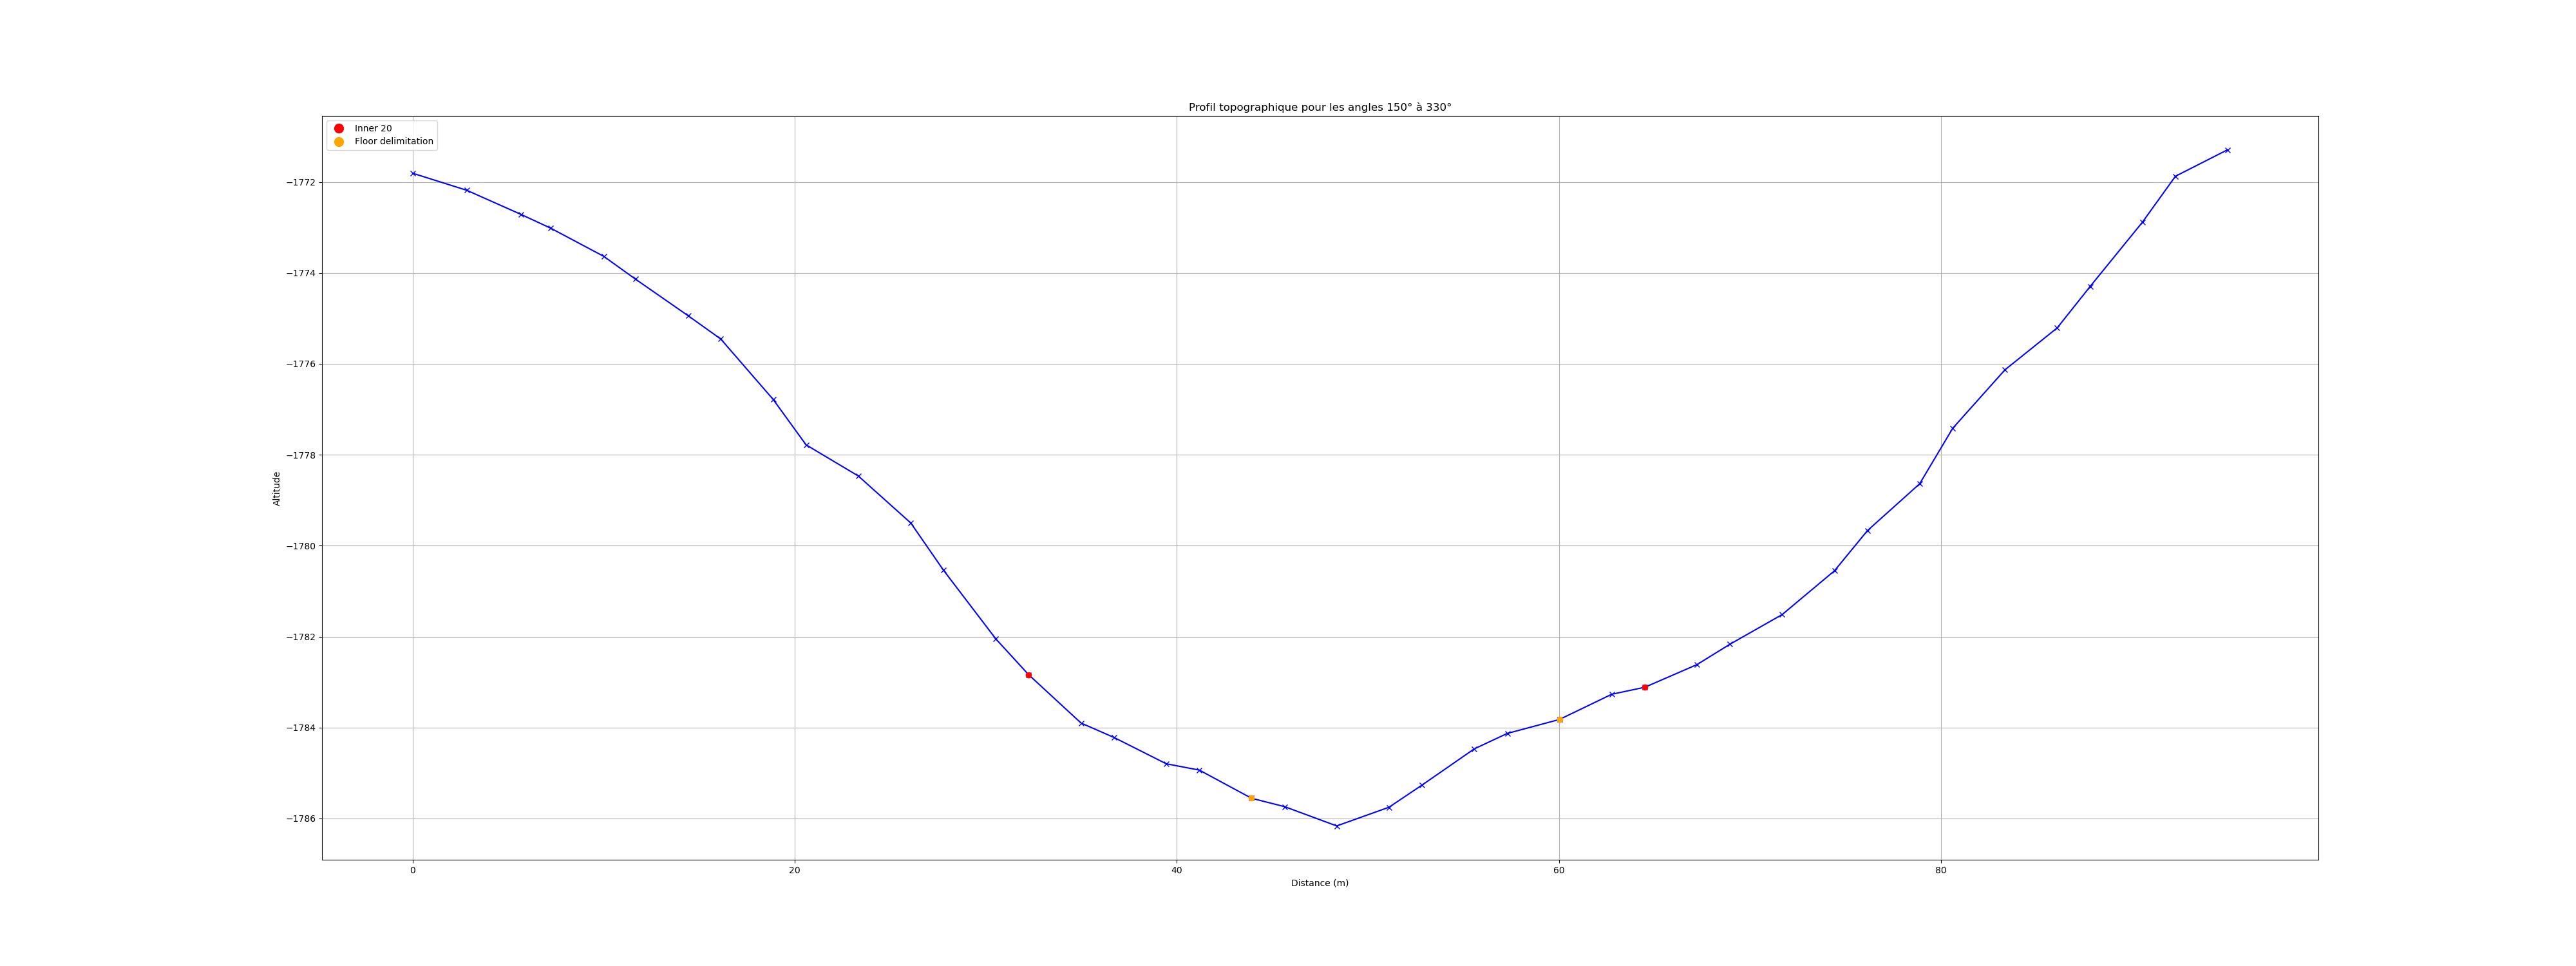 Profil topographique pour les angles 150° à 330°
Inner 20
Floor delimitation
−1772
−1774
−1776
−1778
−1780
−1782
−1784
−1786
Altitude
0 20 40 60 80
Distance (m)